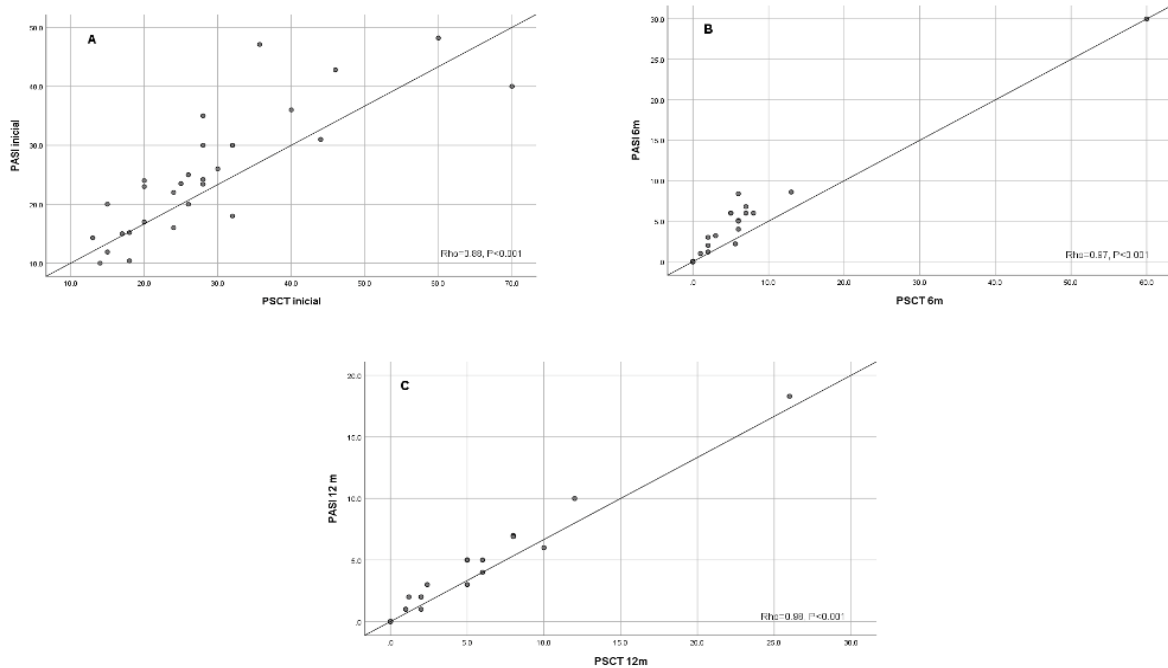 A
PASI inicial
50.0
40.0
30.0
20.0
10.0
Rho=0.88, P<0.001
10.0 20.0 30.0 40.0 50.0 60.0 70.0
PSCT inicial
B
PASI 6m
30.0
25.0
20.0
15.0
10.0
5.0
.0
Rho=0.97, P<0.001
.0 10.0 20.0 30.0 40.0 50.0 60.0
PSCT 6m
C
PASI 12 m
20.0
15.0
10.0
5.0
.0
Rho=0.98 P<0.001
.0 5.0 10.0 15.0 20.0 25.0 30.0
PSCT 12m